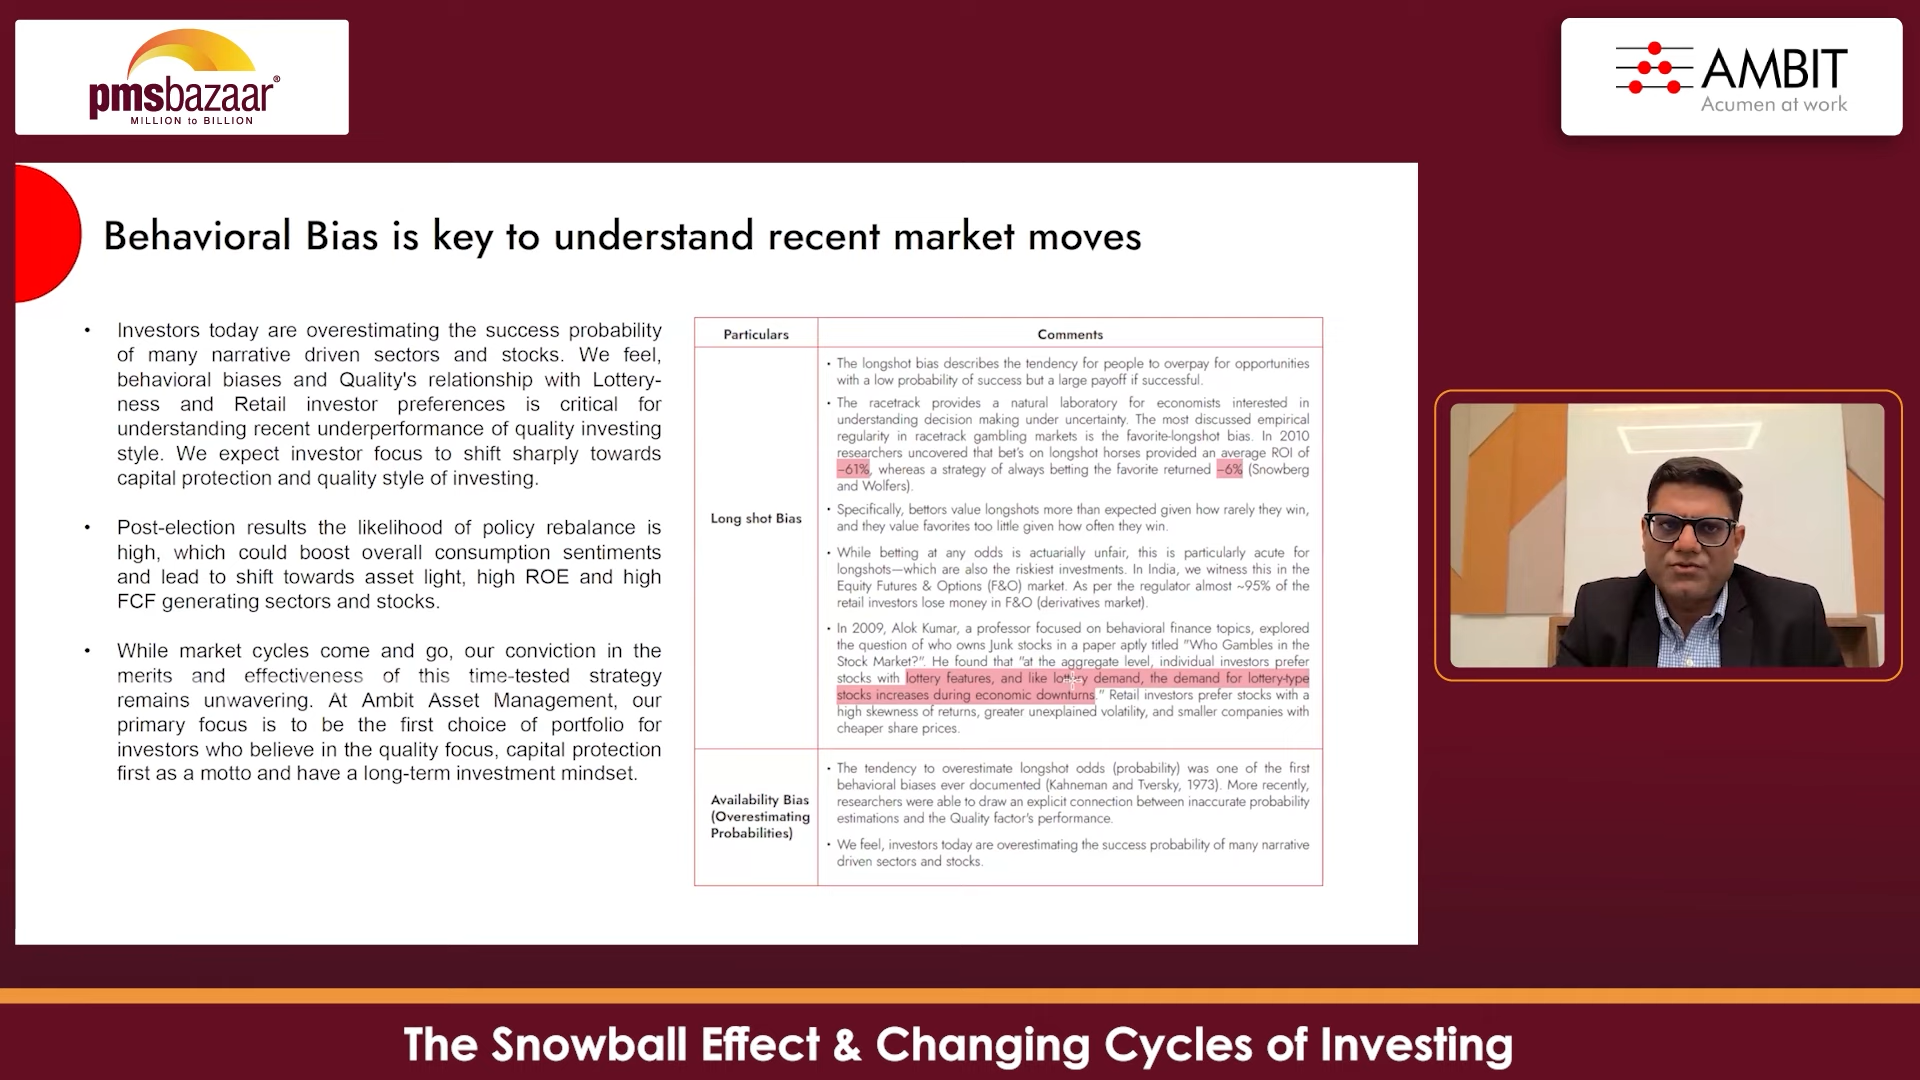 pmsbazaar®
MILLION to BILLION
AMBIT
Acumen at work
Behavioral Bias is key to understand recent market moves
• Investors today are overestimating the success probability
of many narrative driven sectors and stocks. We feel,
behavioral biases and Quality's relationship with Lottery-
ness and Retail investor preferences is critical for
understanding recent underperformance of quality investing
style. We expect investor focus to shift sharply towards
capital protection and quality style of investing.
• Post-election results the likelihood of policy rebalance is
high, which could boost overall consumption sentiments
and lead to shift towards asset light, high ROE and high
FCF generating sectors and stocks.
• While market cycles come and go, our conviction in the
merits and effectiveness of this time-tested strategy
remains unwavering. At Ambit Asset Management, our
primary focus is to be the first choice of portfolio for
investors who believe in the quality focus, capital protection
first as a motto and have a long-term investment mindset.
Particulars
Comments
Long shot Bias
• The longshot bias describes the tendency for people to overpay for opportunities
with a low probability of success but a large payoff if successful.
• The racetrack provides a natural laboratory for economists interested in
understanding decision making under uncertainty. The most discussed empirical
regularity in racetrack gambling markets is the favorite-longshot bias. In 2010
researchers uncovered that bet's on longshot horses provided an average ROI of
–61%, whereas a strategy of always betting the favorite returned –6% (Snowberg
and Wolfers).
• Specifically, bettors value longshots more than expected given how rarely they win,
and they value favorites too little given how often they win.
• While betting at any odds is actuarially unfair, this is particularly acute for
longshots—which are also the riskiest investments. In India, we witness this in the
Equity Futures & Options (F&O) market. As per the regulator almost ~95% of the
retail investors lose money in F&O (derivatives market).
• In 2009, Alok Kumar, a professor focused on behavioral finance topics, explored
the question of who owns Junk stocks in a paper aptly titled "Who Gambles in the
Stock Market?". He found that "at the aggregate level, individual investors prefer
stocks with lottery features, and like lottery demand, the demand for lottery-type
stocks increases during economic downturns." Retail investors prefer stocks with a
high skewness of returns, greater unexplained volatility, and smaller companies with
cheaper share prices.
Availability Bias
(Overestimating
Probabilities)
• The tendency to overestimate longshot odds (probability) was one of the first
behavioral biases ever documented (Kahneman and Tversky, 1973). More recently,
researchers were able to draw an explicit connection between inaccurate probability
estimations and the Quality factor's performance.
• We feel, investors today are overestimating the success probability of many narrative
driven sectors and stocks.
The Snowball Effect & Changing Cycles of Investing